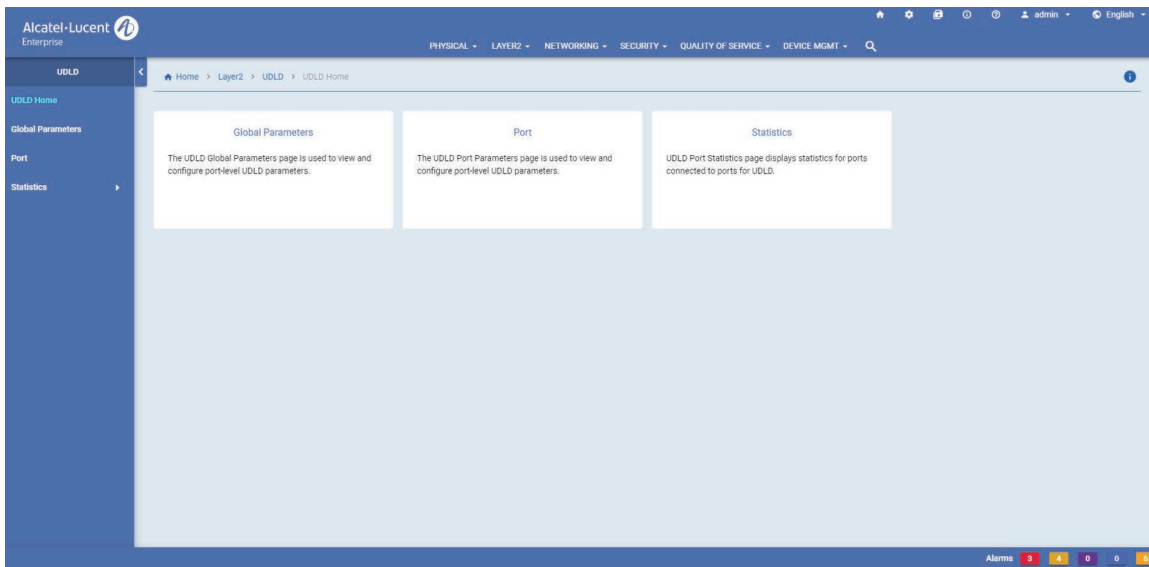 Alcatel·Lucent
Enterprise
admin
English
PHYSICAL
LAYER2
NETWORKING
SECURITY
QUALITY OF SERVICE
DEVICE MGMT
UDLD
Home > Layer2 > UDLD > UDLD Home
UDLD Home
Global Parameters
Port
Statistics
Global Parameters
The UDLD Global Parameters page is used to view and
configure port-level UDLD parameters.
Port
The UDLD Port Parameters page is used to view and
configure port-level UDLD parameters.
Statistics
UDLD Port Statistics page displays statistics for ports
connected to ports for UDLD.
Alarms 3 4 0 0 6